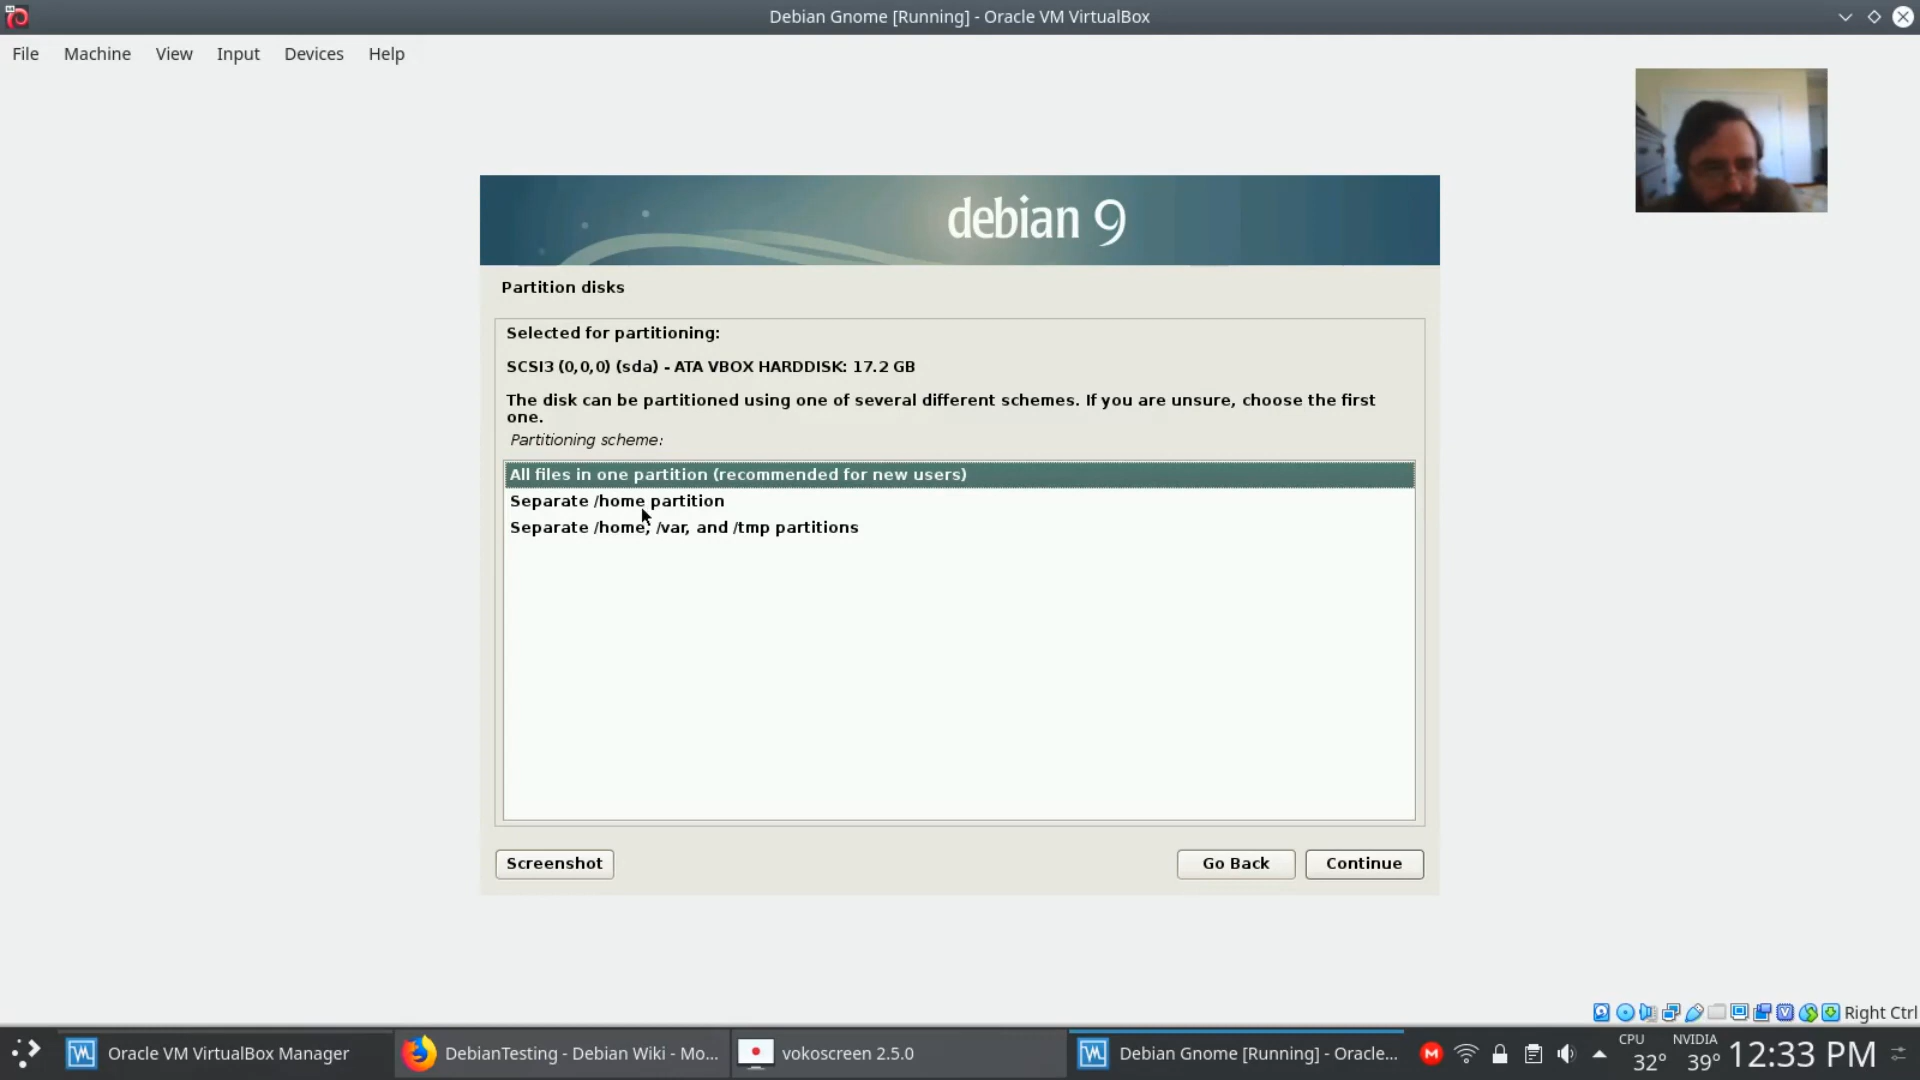 Debian Gnome [Running] - Oracle VM VirtualBox
File Machine View Input Devices Help
debian 9
Partition disks
Selected for partitioning:
SCSI3 (0,0,0) (sda) - ATA VBOX HARDDISK: 17.2 GB
The disk can be partitioned using one of several different schemes. If you are unsure, choose the first
one.
Partitioning scheme:
All files in one partition (recommended for new users)
Separate /home partition
Separate /home, /var, and /tmp partitions
Screenshot
Go Back
Continue
Right Ctrl
Oracle VM VirtualBox Manager
DebianTesting - Debian Wiki - Mo...
vokoscreen 2.5.0
Debian Gnome [Running] - Oracle...
M
CPU
32°
NVIDIA
39°
12:33 PM